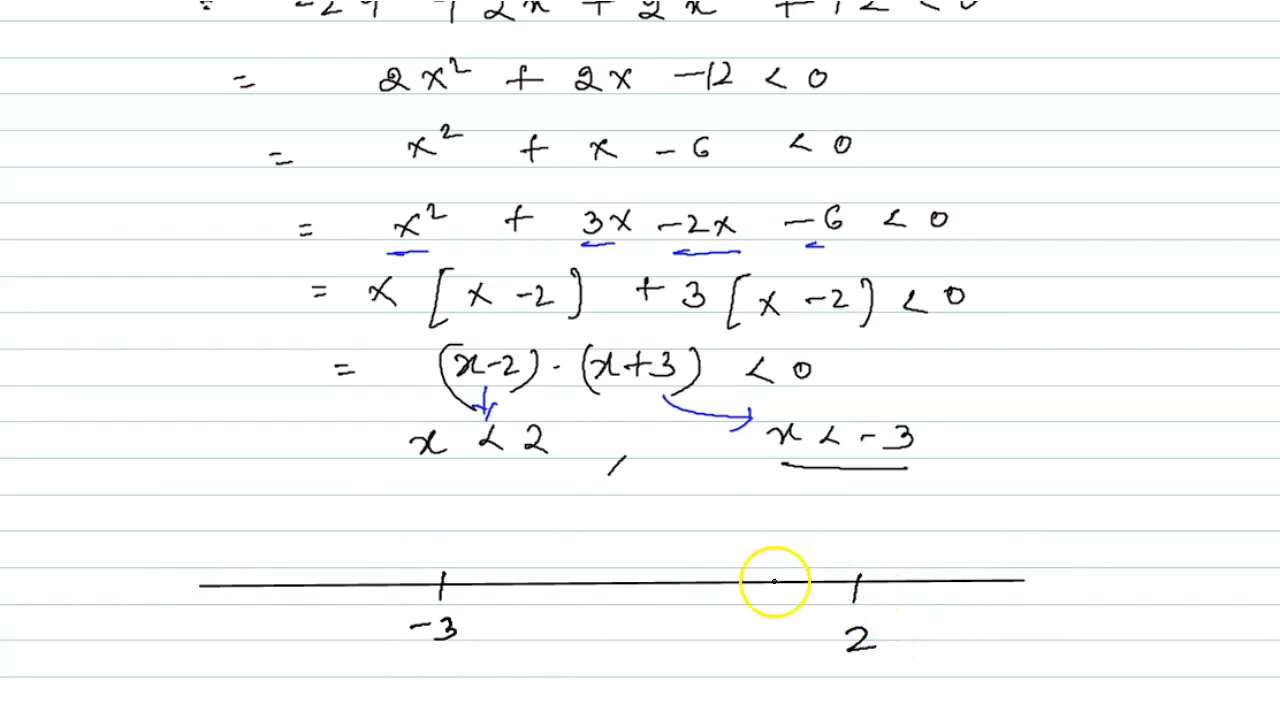 = 2x² + 2x -12 < 0
= x² + x - 6 < 0
= x² + 3x -2x - 6 < 0
= x [x -2] + 3 [x -2] < 0
= (x-2) · (x+3) < 0
x < 2 , x < -3
-3 2